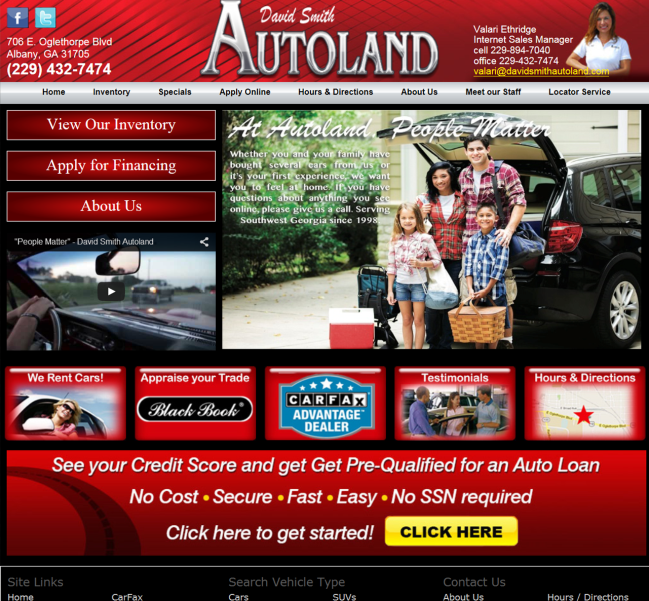 David Smith
AUTOLAND
706 E. Oglethorpe Blvd
Albany, GA 31705
(229) 432-7474
Valari Ethridge
Internet Sales Manager
cell 229-894-7040
office 229-432-7474
valari@davidsmithautoland.com
Home Inventory Specials Apply Online Hours & Directions About Us Meet our Staff Locator Service
View Our Inventory
Apply for Financing
About Us
"People Matter" - David Smith Autoland
At Autoland, People Matter
Whether you and your family have
bought several cars from us or
it's your first experience, we want
you to feel at home. If you have
questions about anything you see
online, please give us a call. Serving
Southwest Georgia since 1998.
We Rent Cars!
Appraise your Trade
Black Book®
CARFAX
ADVANTAGE
DEALER
Testimonials
Hours & Directions
See your Credit Score and get Get Pre-Qualified for an Auto Loan
No Cost • Secure • Fast • Easy • No SSN required
Click here to get started! CLICK HERE
Site Links Search Vehicle Type Contact Us
Home CarFax Cars SUVs About Us Hours / Directions